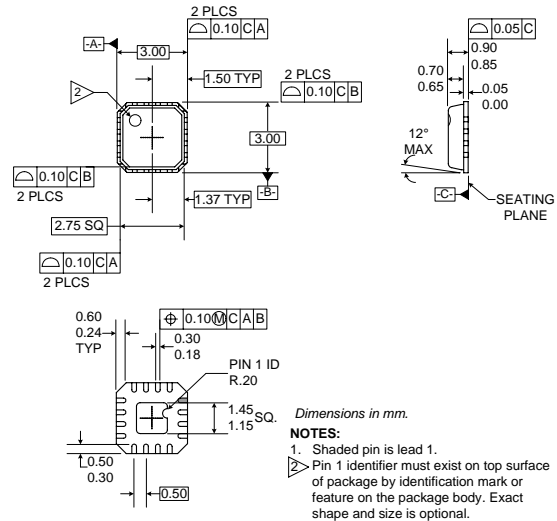 2 PLCS
0.10 C A
-A-
3.00
1.50 TYP
2 PLCS
0.10 C B
2
3.00
0.10 C B
2 PLCS
-B-
1.37 TYP
2.75 SQ
0.10 C A
2 PLCS
0.05 C
0.90
0.85
0.70
0.65
0.05
0.00
12°
MAX
-C-
SEATING
PLANE
0.60
0.24
TYP
0.10 M C A B
0.30
0.18
PIN 1 ID
R.20
1.45
1.15
SQ.
0.50
0.30
0.50
Dimensions in mm.
NOTES:
1. Shaded pin is lead 1.
2 Pin 1 identifier must exist on top surface
of package by identification mark or
feature on the package body. Exact
shape and size is optional.